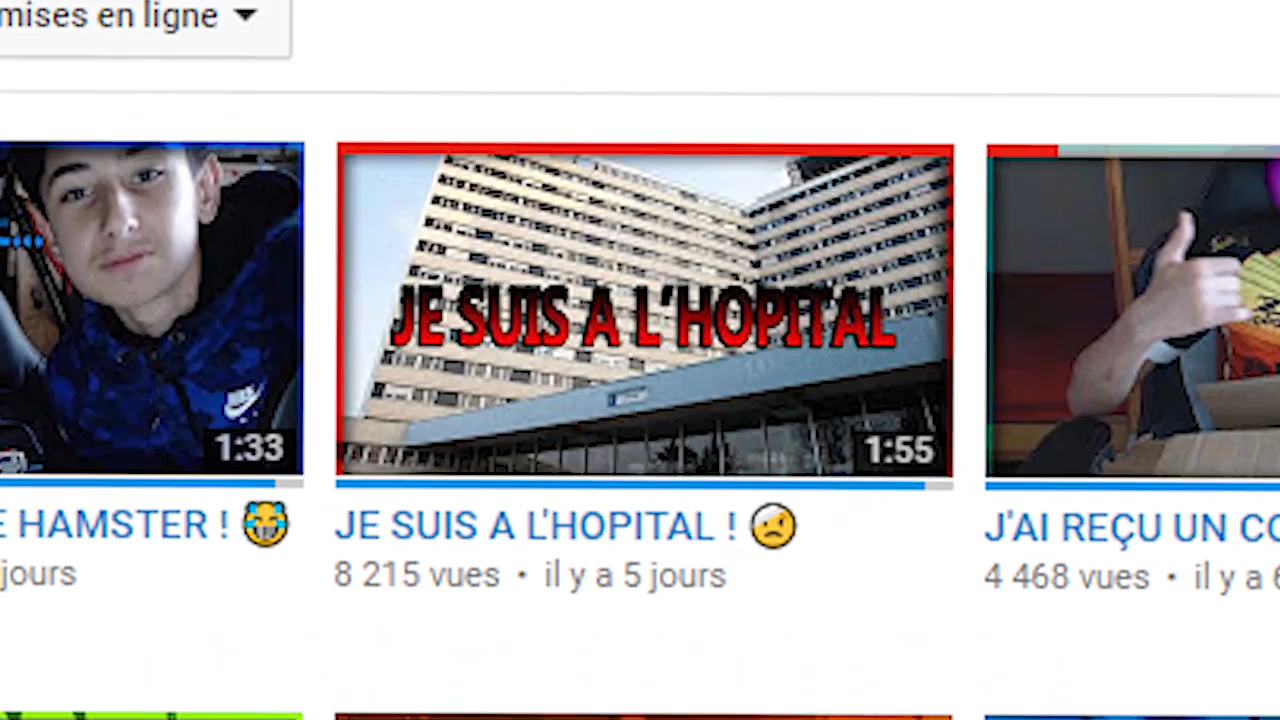 mises en ligne
JE SUIS A L'HOPITAL
1:33
1:55
E HAMSTER ! 😂
JE SUIS A L'HOPITAL ! 🤕
J'AI REÇU UN CO
jours
8 215 vues • il y a 5 jours
4 468 vues • il y a 6